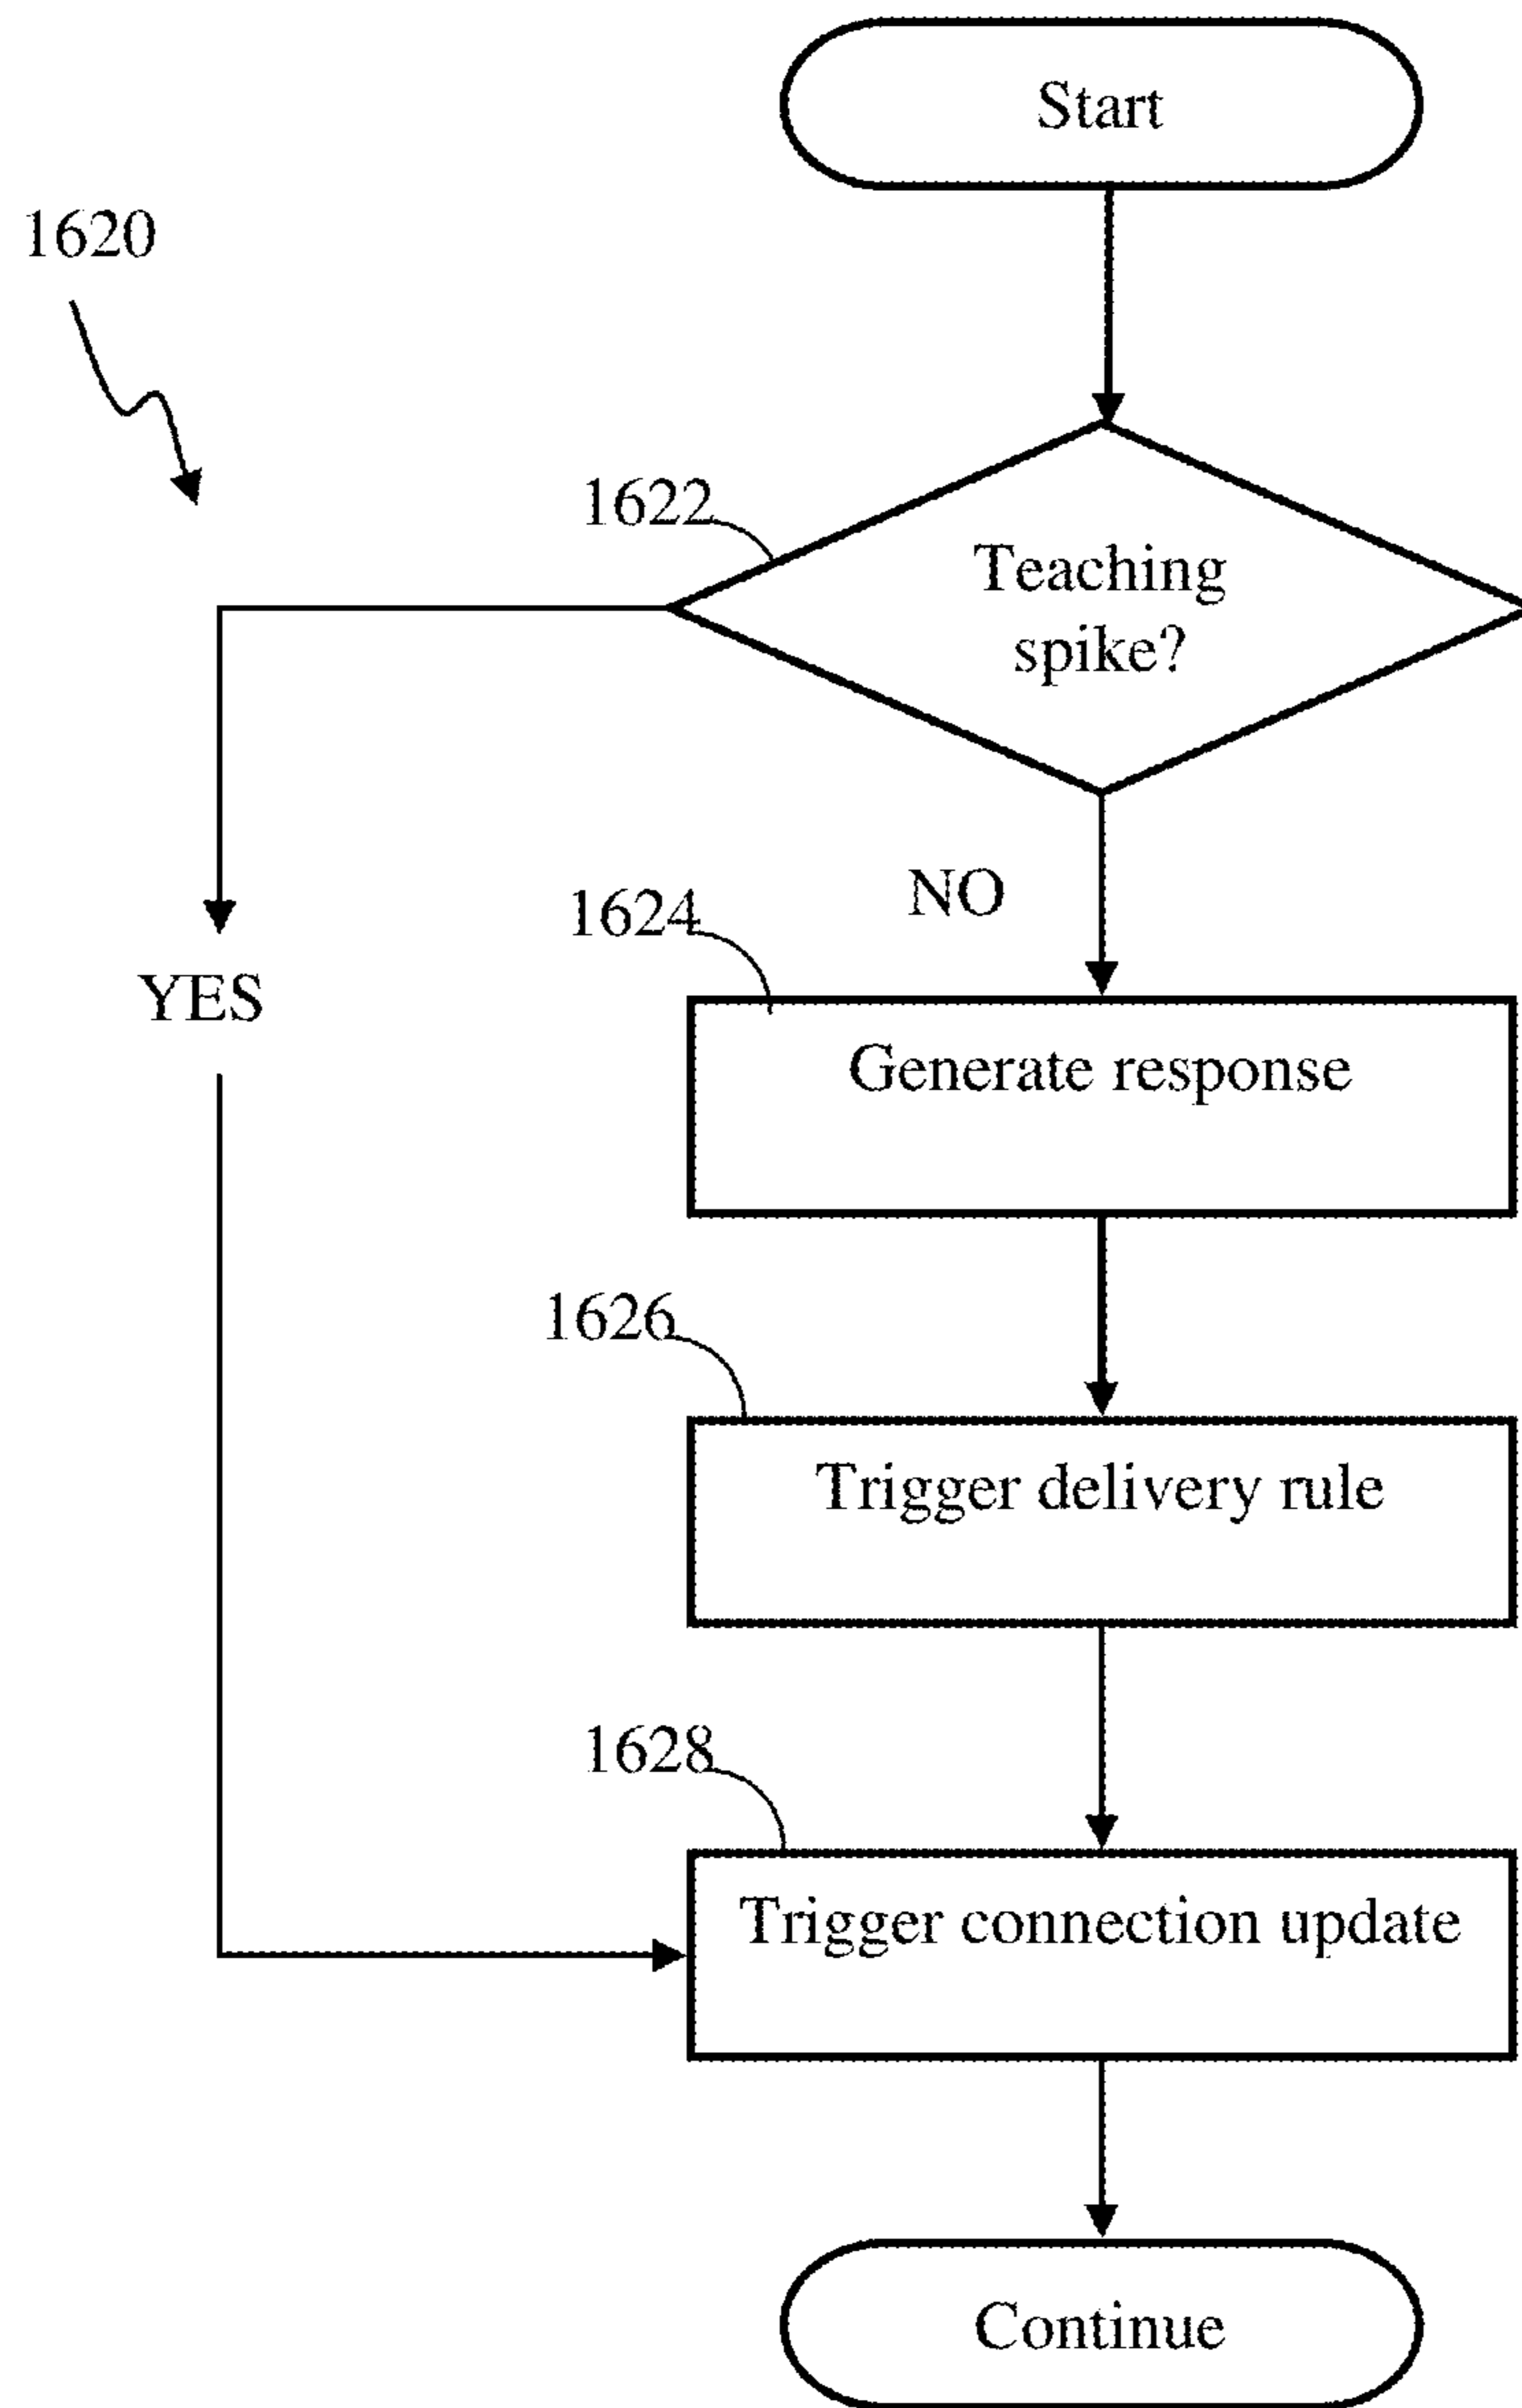 Start
1620
1622
Teaching
spike?
NO
1624
YES
Generate response
1626
Trigger delivery rule
1628
Trigger connection update
Continue